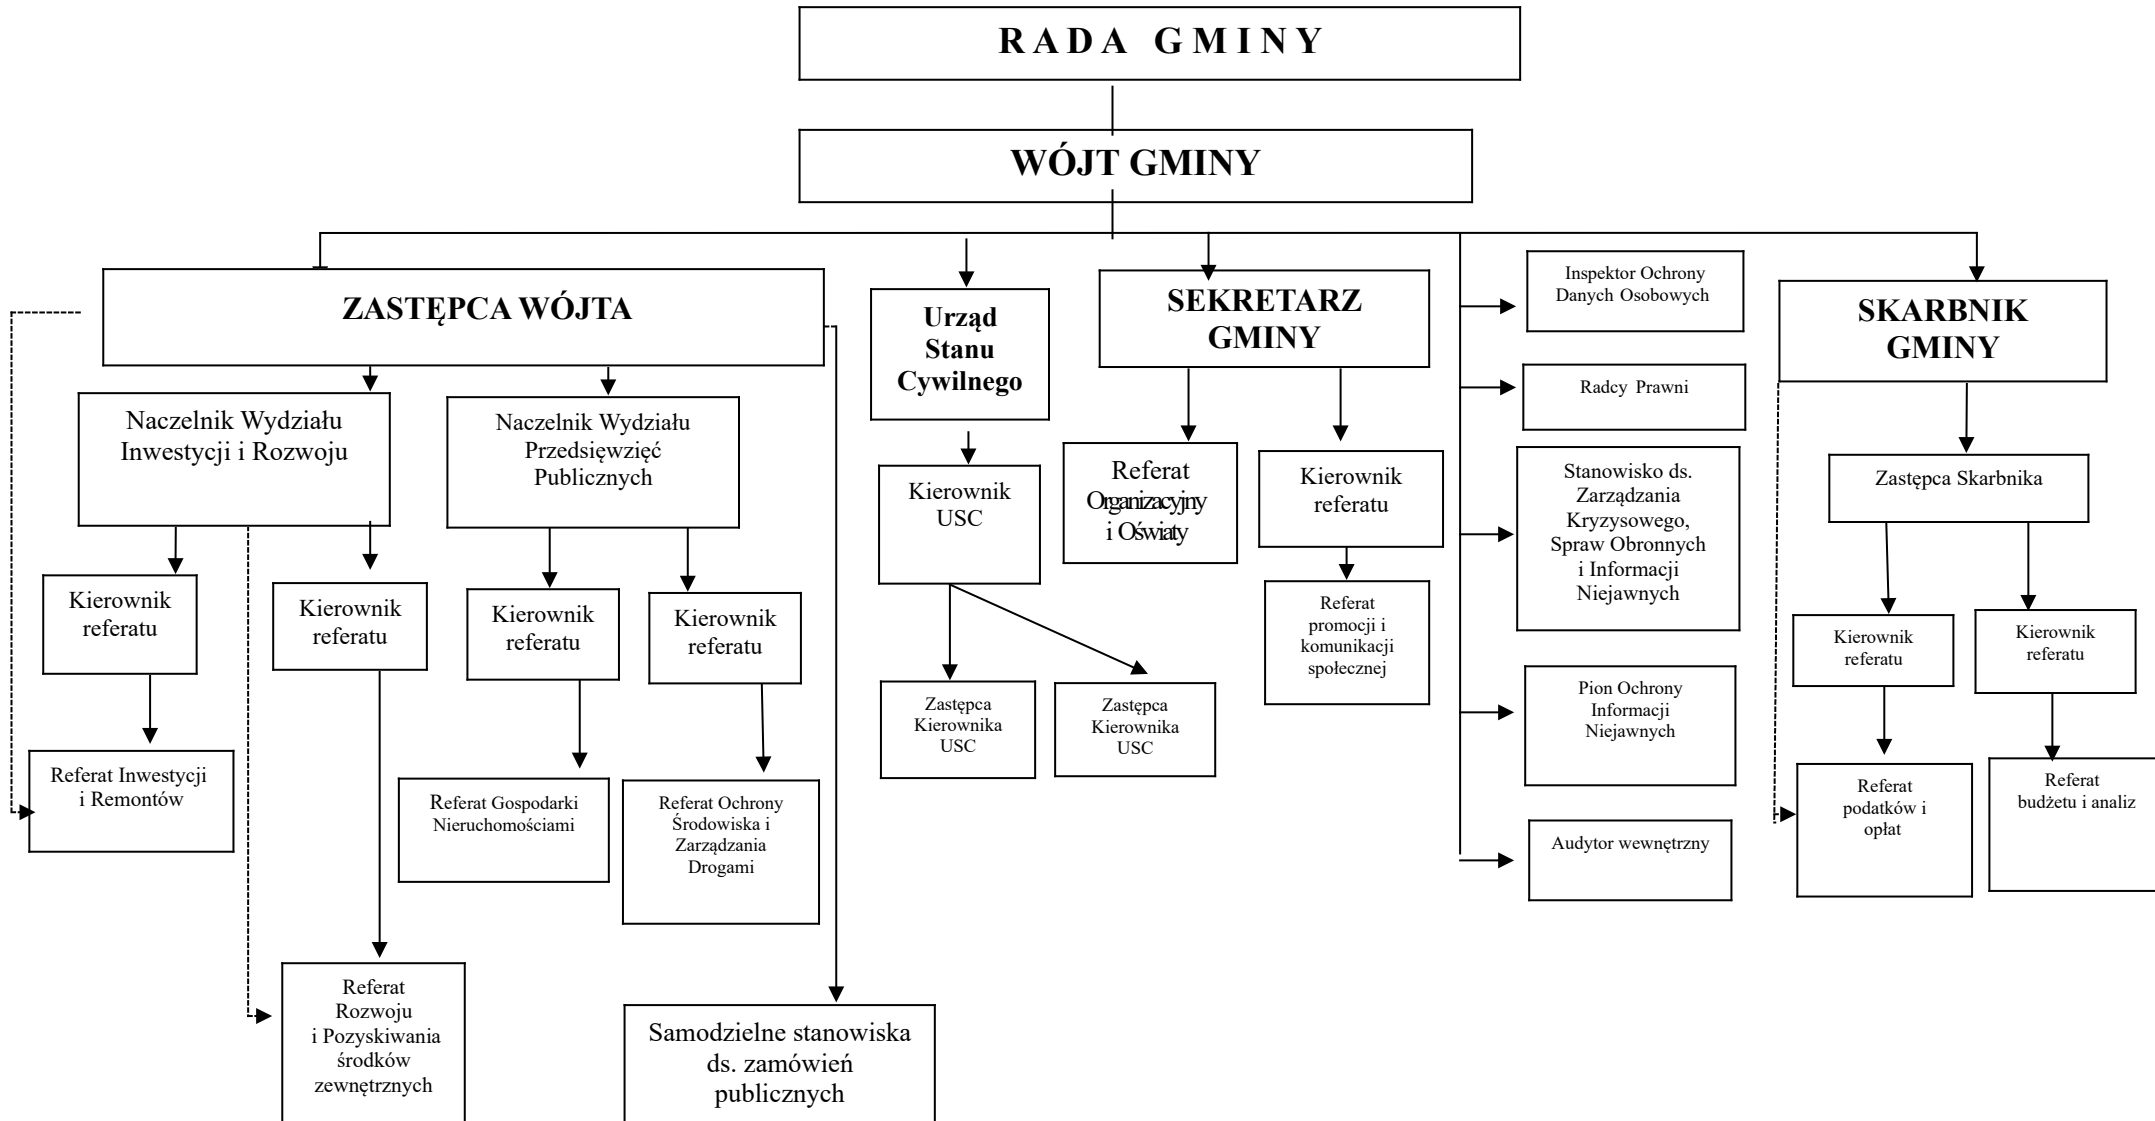 RADA GMINY
WÓJT GMINY
ZASTĘPCA WÓJTA
Urząd
Stanu
Cywilnego
SEKRETARZ
GMINY
Inspektor Ochrony
Danych Osobowych
SKARBNIK
GMINY
Radcy Prawni
Naczelnik Wydziału
Inwestycji i Rozwoju
Naczelnik Wydziału
Przedsięwzięć
Publicznych
Kierownik
USC
Referat
Organizacyjny
i Oświaty
Kierownik
referatu
Stanowisko ds.
Zarządzania
Kryzysowego,
Spraw Obronnych
i Informacji
Niejawnych
Zastępca Skarbnika
Kierownik
referatu
Kierownik
referatu
Kierownik
referatu
Kierownik
referatu
Referat
promocji i
komunikacji
społecznej
Kierownik
referatu
Kierownik
referatu
Zastępca
Kierownika
USC
Zastępca
Kierownika
USC
Pion Ochrony
Informacji
Niejawnych
Referat Inwestycji
i Remontów
Referat Gospodarki
Nieruchomościami
Referat Ochrony
Środowiska i
Zarządzania
Drogami
Audytor wewnętrzny
Referat
podatków i
opłat
Referat
budżetu i analiz
Referat
Rozwoju
i Pozyskiwania
środków
zewnętrznych
Samodzielne stanowiska
ds. zamówień
publicznych